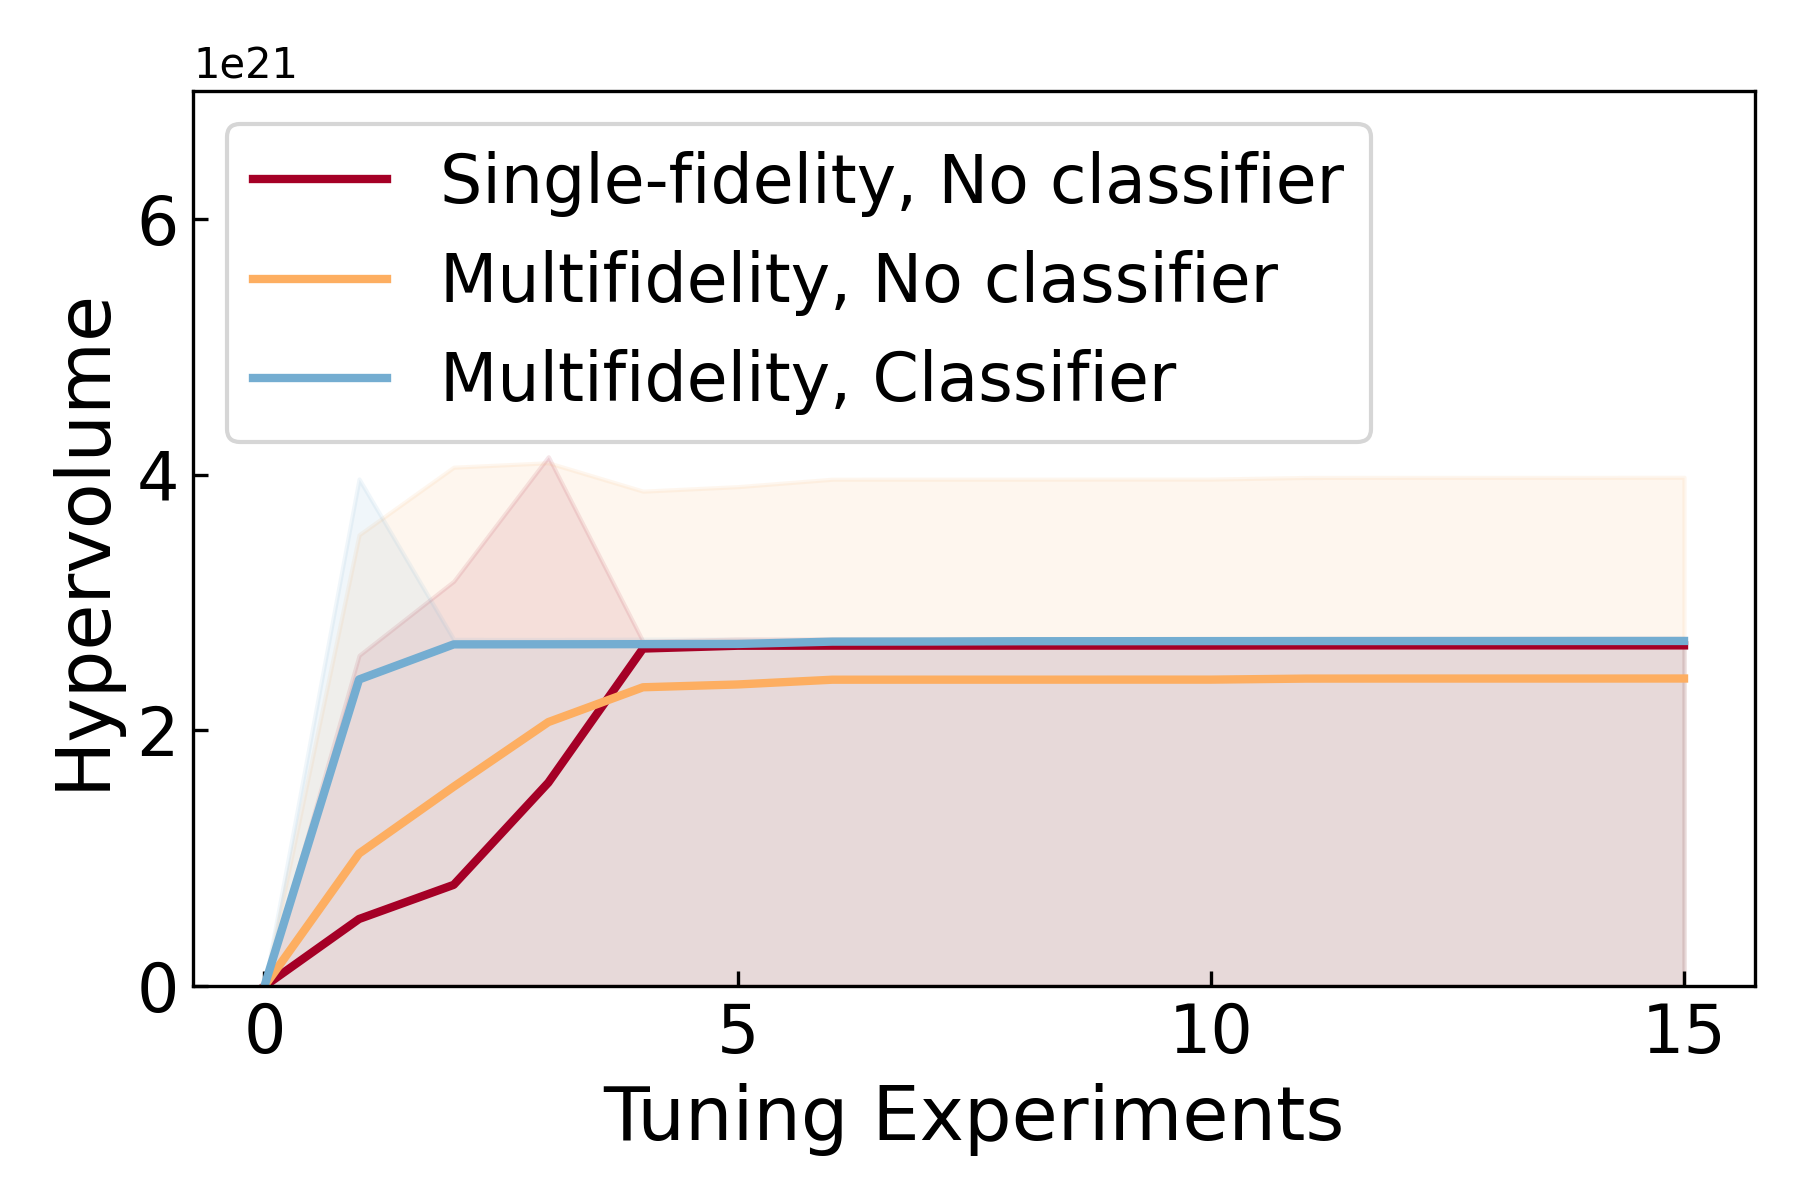 1e21
Single-fidelity, No classifier
Multifidelity, No classifier
Multifidelity, Classifier
Hypervolume
6
4
2
0
0 5 10 15
Tuning Experiments